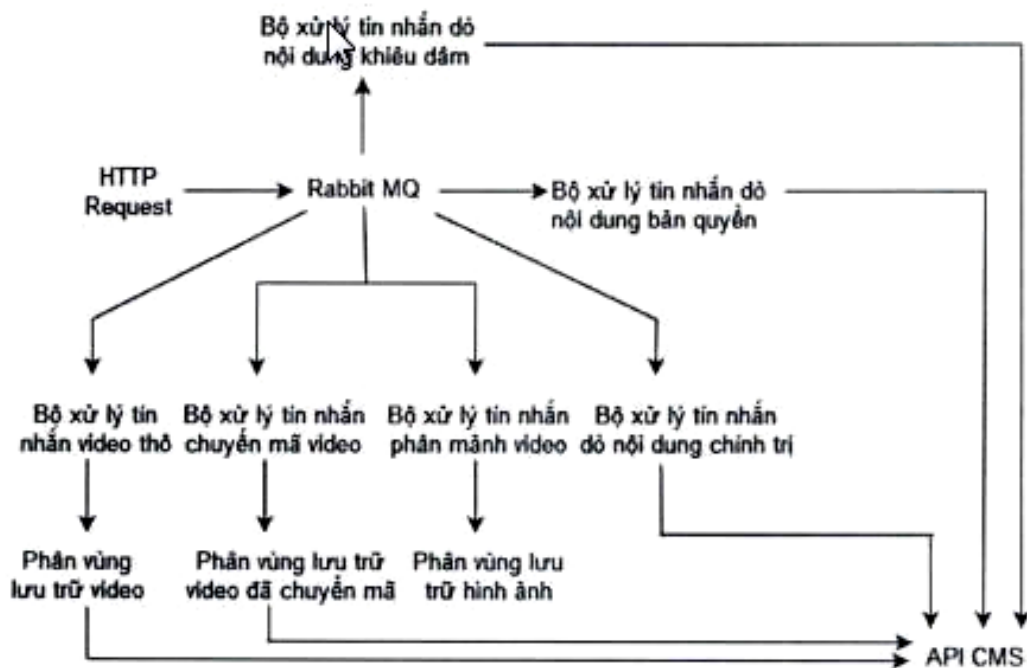 Bộ xử lý tin nhắn dò
nội dung khiêu dâm
HTTP
Request
Rabbit MQ
Bộ xử lý tin nhắn dò
nội dung bản quyền
Bộ xử lý tin
nhắn video thô
Bộ xử lý tin nhắn
chuyển mã video
Bộ xử lý tin nhắn
phân mảnh video
Bộ xử lý tin nhắn
dò nội dung chính trị
Phân vùng
lưu trữ video
Phân vùng lưu trữ
video đã chuyển mã
Phân vùng lưu
trữ hình ảnh
API CMS